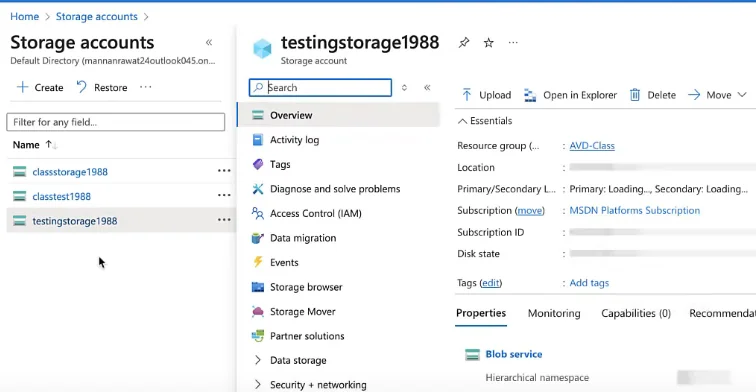 Home > Storage accounts >
Storage accounts
«
Default Directory (mannanrawat24outlook045.on...
+ Create
Restore
...
Filter for any field...
Name ↑
classstorage1988
...
classtest1988
...
testingstorage1988
...
testingstorage1988
...
Storage account
Search
«
Overview
Activity log
Tags
Diagnose and solve problems
Access Control (IAM)
Data migration
Events
Storage browser
Storage Mover
Partner solutions
> Data storage
> Security + networking
Upload
Open in Explorer
Delete
Move
Essentials
Resource group (... : AVD-Class
Location :
Primary/Secondary L... : Primary: Loading..., Secondary: Loading...
Subscription (move) : MSDN Platforms Subscription
Subscription ID :
Disk state :
Tags (edit) : Add tags
Properties
Monitoring
Capabilities (0)
Recommenda
Blob service
Hierarchical namespace